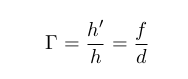 Γ = h′/h = f/d